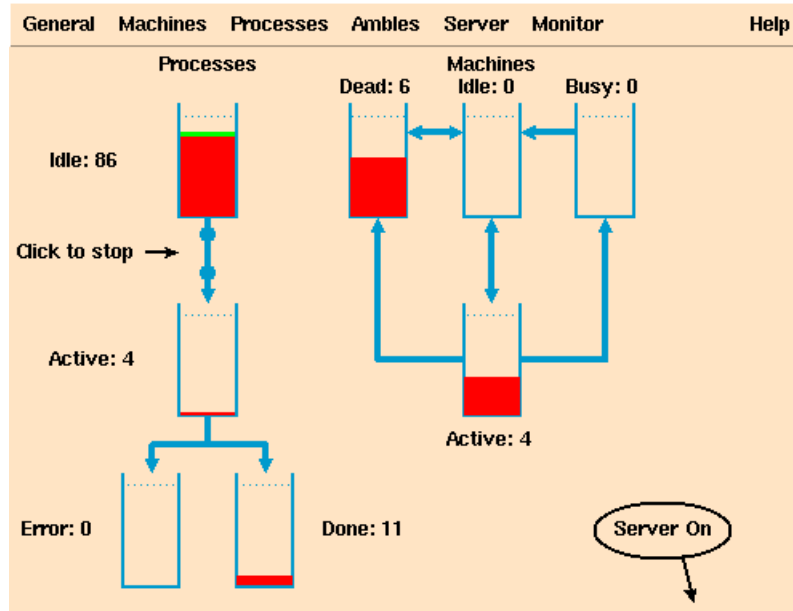 General Machines Processes Ambles Server Monitor Help
Processes
Machines
Dead: 6 Idle: 0 Busy: 0
Idle: 86
Click to stop
Active: 4
Active: 4
Error: 0 Done: 11
Server On